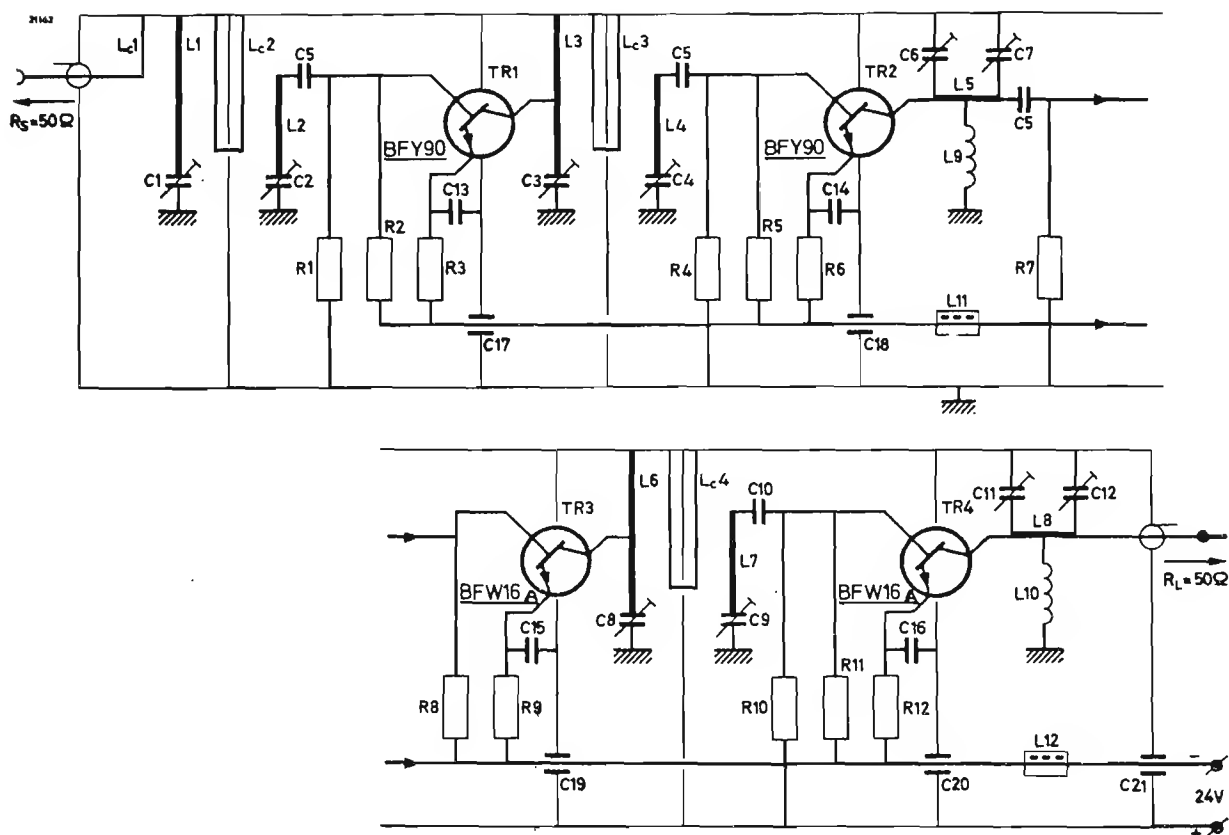 21163
Lc1
L1
Lc2
C5
L2
C1
C2
RS=50Ω
TR1
BFY90
C13
R1
R2
R3
C17
L3
Lc3
C5
L4
C3
C4
TR2
BFY90
C14
R4
R5
R6
C18
C6
C7
L5
C5
L9
R7
L11
TR3
BFW16 A
C15
R8
R9
C19
L6
Lc4
C10
L7
C8
C9
TR4
BFW16 A
C16
R10
R11
R12
C20
C11
C12
L8
L10
RL=50Ω
L12
C21
-
24V
+